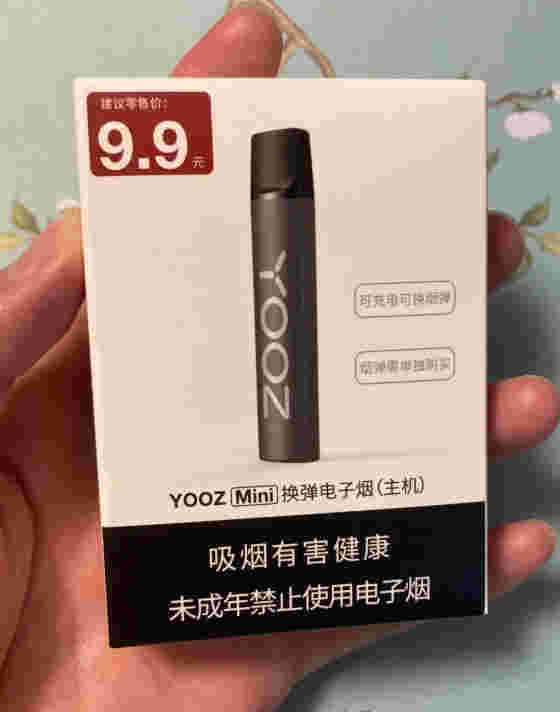 建议零售价:
9.9元
YOOZ
可充电可换烟弹
烟弹需单独购买
YOOZ Mini 换弹电子烟(主机)
吸烟有害健康
未成年禁止使用电子烟